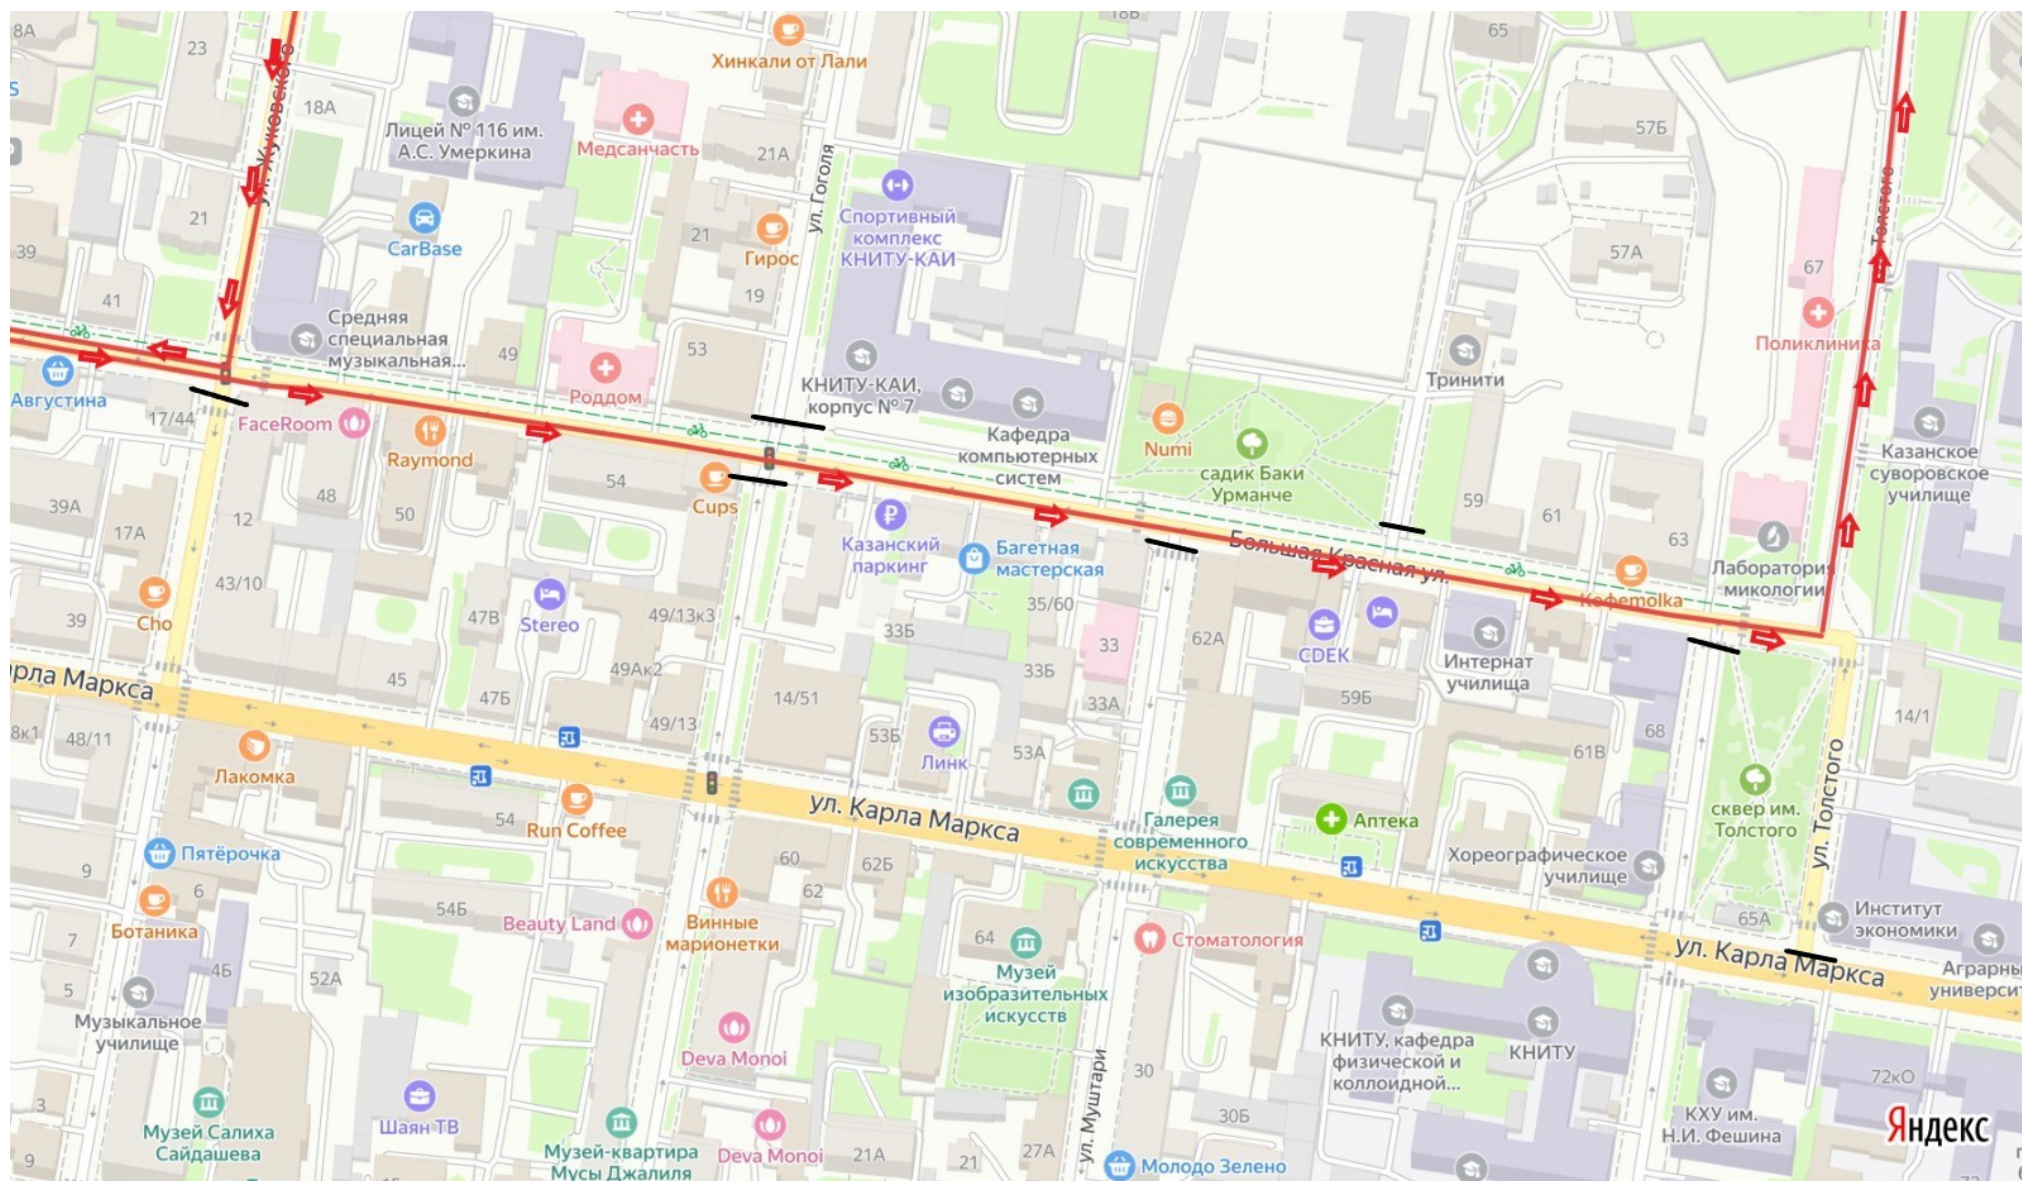 8А
23
ул. Жуковского
18А
Лицей № 116 им.
А.С. Умеркина
Хинкали от Лали
Медсанчасть
21А
ул. Гоголя
18Б
65
57Б
S
21
CarBase
21
Гирос
19
Спортивный
комплекс
КНИТУ-КАИ
57А
67
Толстого
39
41
Средняя
специальная
музыкальная...
49
53
Роддом
КНИТУ-КАИ,
корпус № 7
Кафедра
компьютерных
систем
Тринити
Поликлиника
Августина
17/44
FaceRoom
Raymond
Numi
садик Баки
Урманче
Казанское
суворовское
училище
39А
17А
12
48
50
54
Cups
Казанский
паркинг
Багетная
мастерская
Большая Красная ул.
59
61
63
Кофеmolka
Лаборатория
микологии
43/10
Cho
39
47В
Stereo
49/13к3
33Б
35/60
33
62А
CDEK
Интернат
училища
рла Маркса
45
47Б
49Ак2
49/13
14/51
33Б
33А
59Б
68
14/1
8к1
48/11
Лакомка
53Б
Линк
53А
61В
ул. Толстого
54
Run Coffee
ул. Карла Маркса
Галерея
современного
искусства
Аптека
сквер им.
Толстого
Пятёрочка
9
6
60
62
62Б
Хореографическое
училище
Ботаника
54Б
Beauty Land
Винные
марионетки
64
Стоматология
65А
Институт
экономики
7
4Б
52А
Музей
изобразительных
искусств
ул. Карла Маркса
Аграрны
универси
5
Музыкальное
училище
Deva Monoi
ул. Муштари
30
КНИТУ, кафедра
физической и
коллоидной...
КНИТУ
72кО
3
Музей Салиха
Сайдашева
Шаян ТВ
Музей-квартира
Мусы Джалиля
Deva Monoi
21А
21
27А
30Б
КХУ им.
Н.И. Фешина
Яндекс
9
Молодо Зелено